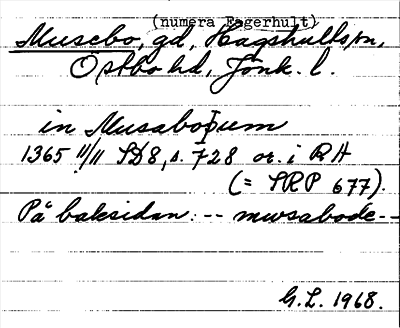 (numera Fagerhult)
Musebo, gd, Hagshults sn,
Östbo hd, Jönk. l.
in Musaboþum
1365 11/11 SD 8, s. 728 or. i RA
(= SRP 677).
På baksidan: -- mwsabode --
G.L. 1968.